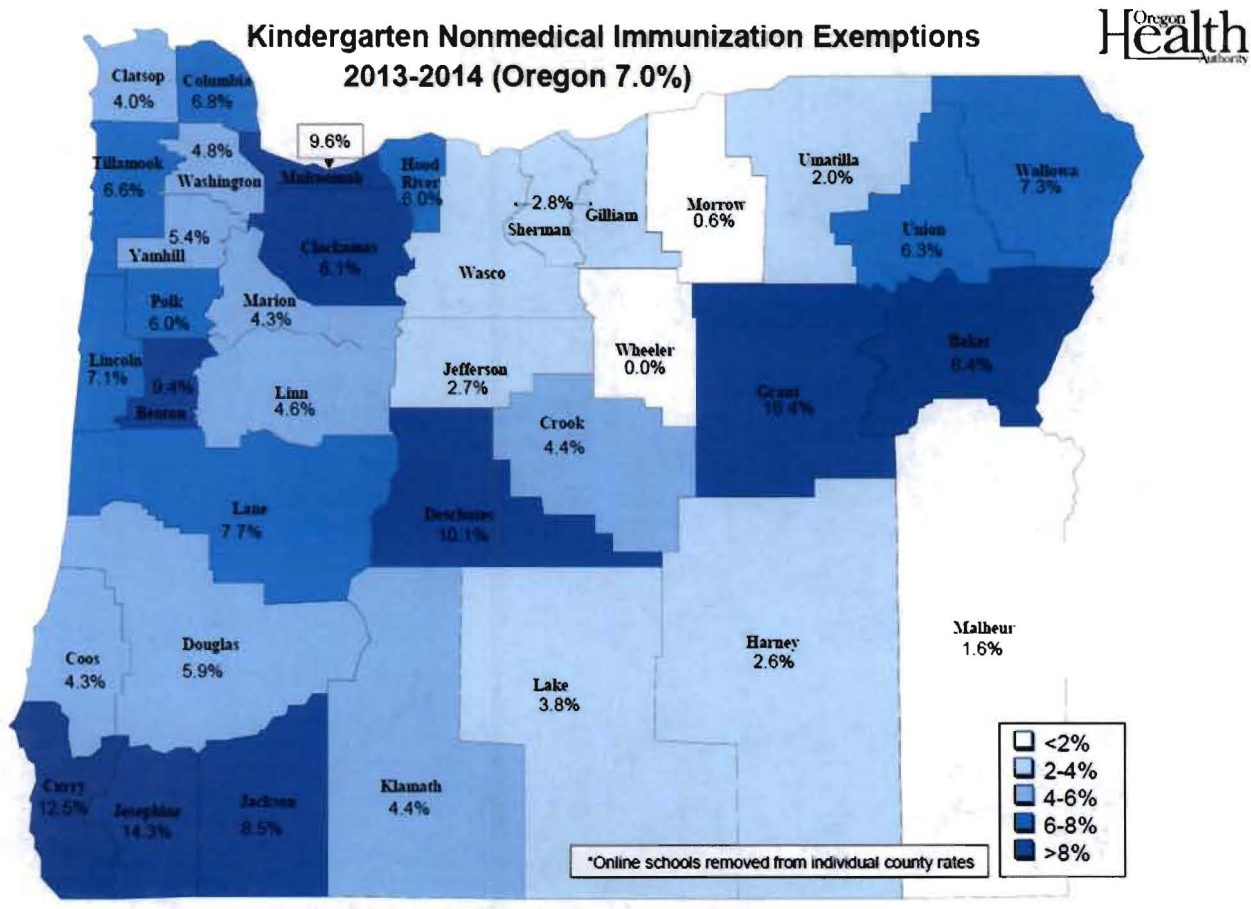 Kindergarten Nonmedical Immunization Exemptions
2013-2014 (Oregon 7.0%)
Oregon
Health
Authority
Clatsop
4.0%
Columbia
6.8%
Tillamook
6.6%
4.8%
Washington
9.6%
Multnomah
Hood
River
6.0%
5.4%
Yamhill
Clackamas
8.1%
Wasco
2.8%
Sherman
Gilliam
Morrow
0.6%
Umatilla
2.0%
Union
6.3%
Wallowa
7.3%
Polk
6.0%
Marion
4.3%
Lincoln
7.1%
9.4%
Benton
Linn
4.6%
Jefferson
2.7%
Wheeler
0.0%
Crook
4.4%
Grant
16.4%
Baker
8.4%
Lane
7.7%
Deschutes
10.1%
Coos
4.3%
Douglas
5.9%
Lake
3.8%
Harney
2.6%
Malheur
1.6%
Curry
12.5%
Josephine
14.3%
Jackson
8.5%
Klamath
4.4%
<2%
2-4%
4-6%
6-8%
>8%
*Online schools removed from individual county rates